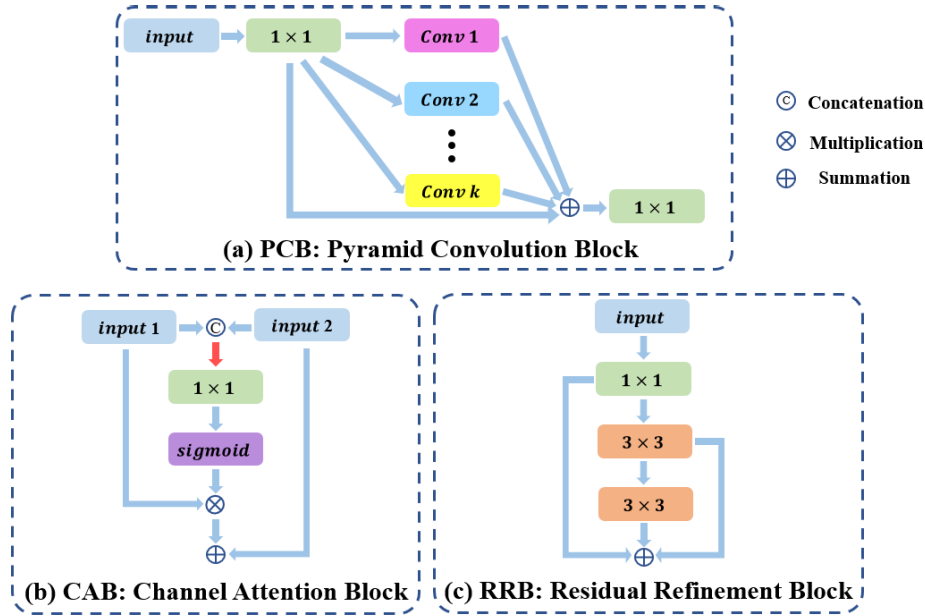 input
1 × 1
Conv 1
Conv 2
Conv k
1 × 1
(a) PCB: Pyramid Convolution Block
C Concatenation
Multiplication
Summation
input 1
C
input 2
1 × 1
sigmoid
(b) CAB: Channel Attention Block
input
1 × 1
3 × 3
3 × 3
(c) RRB: Residual Refinement Block